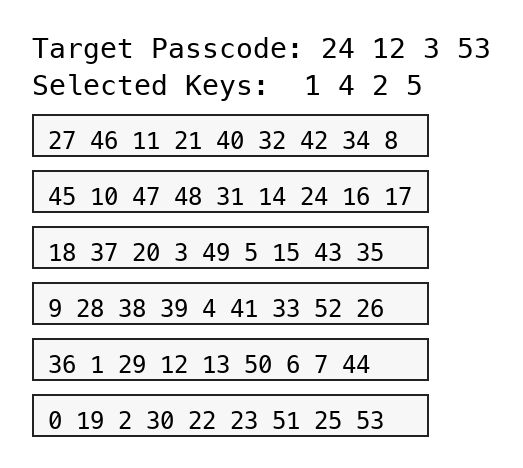 Target Passcode: 24 12 3 53
Selected Keys: 1 4 2 5
27 46 11 21 40 32 42 34 8
45 10 47 48 31 14 24 16 17
18 37 20 3 49 5 15 43 35
9 28 38 39 4 41 33 52 26
36 1 29 12 13 50 6 7 44
0 19 2 30 22 23 51 25 53